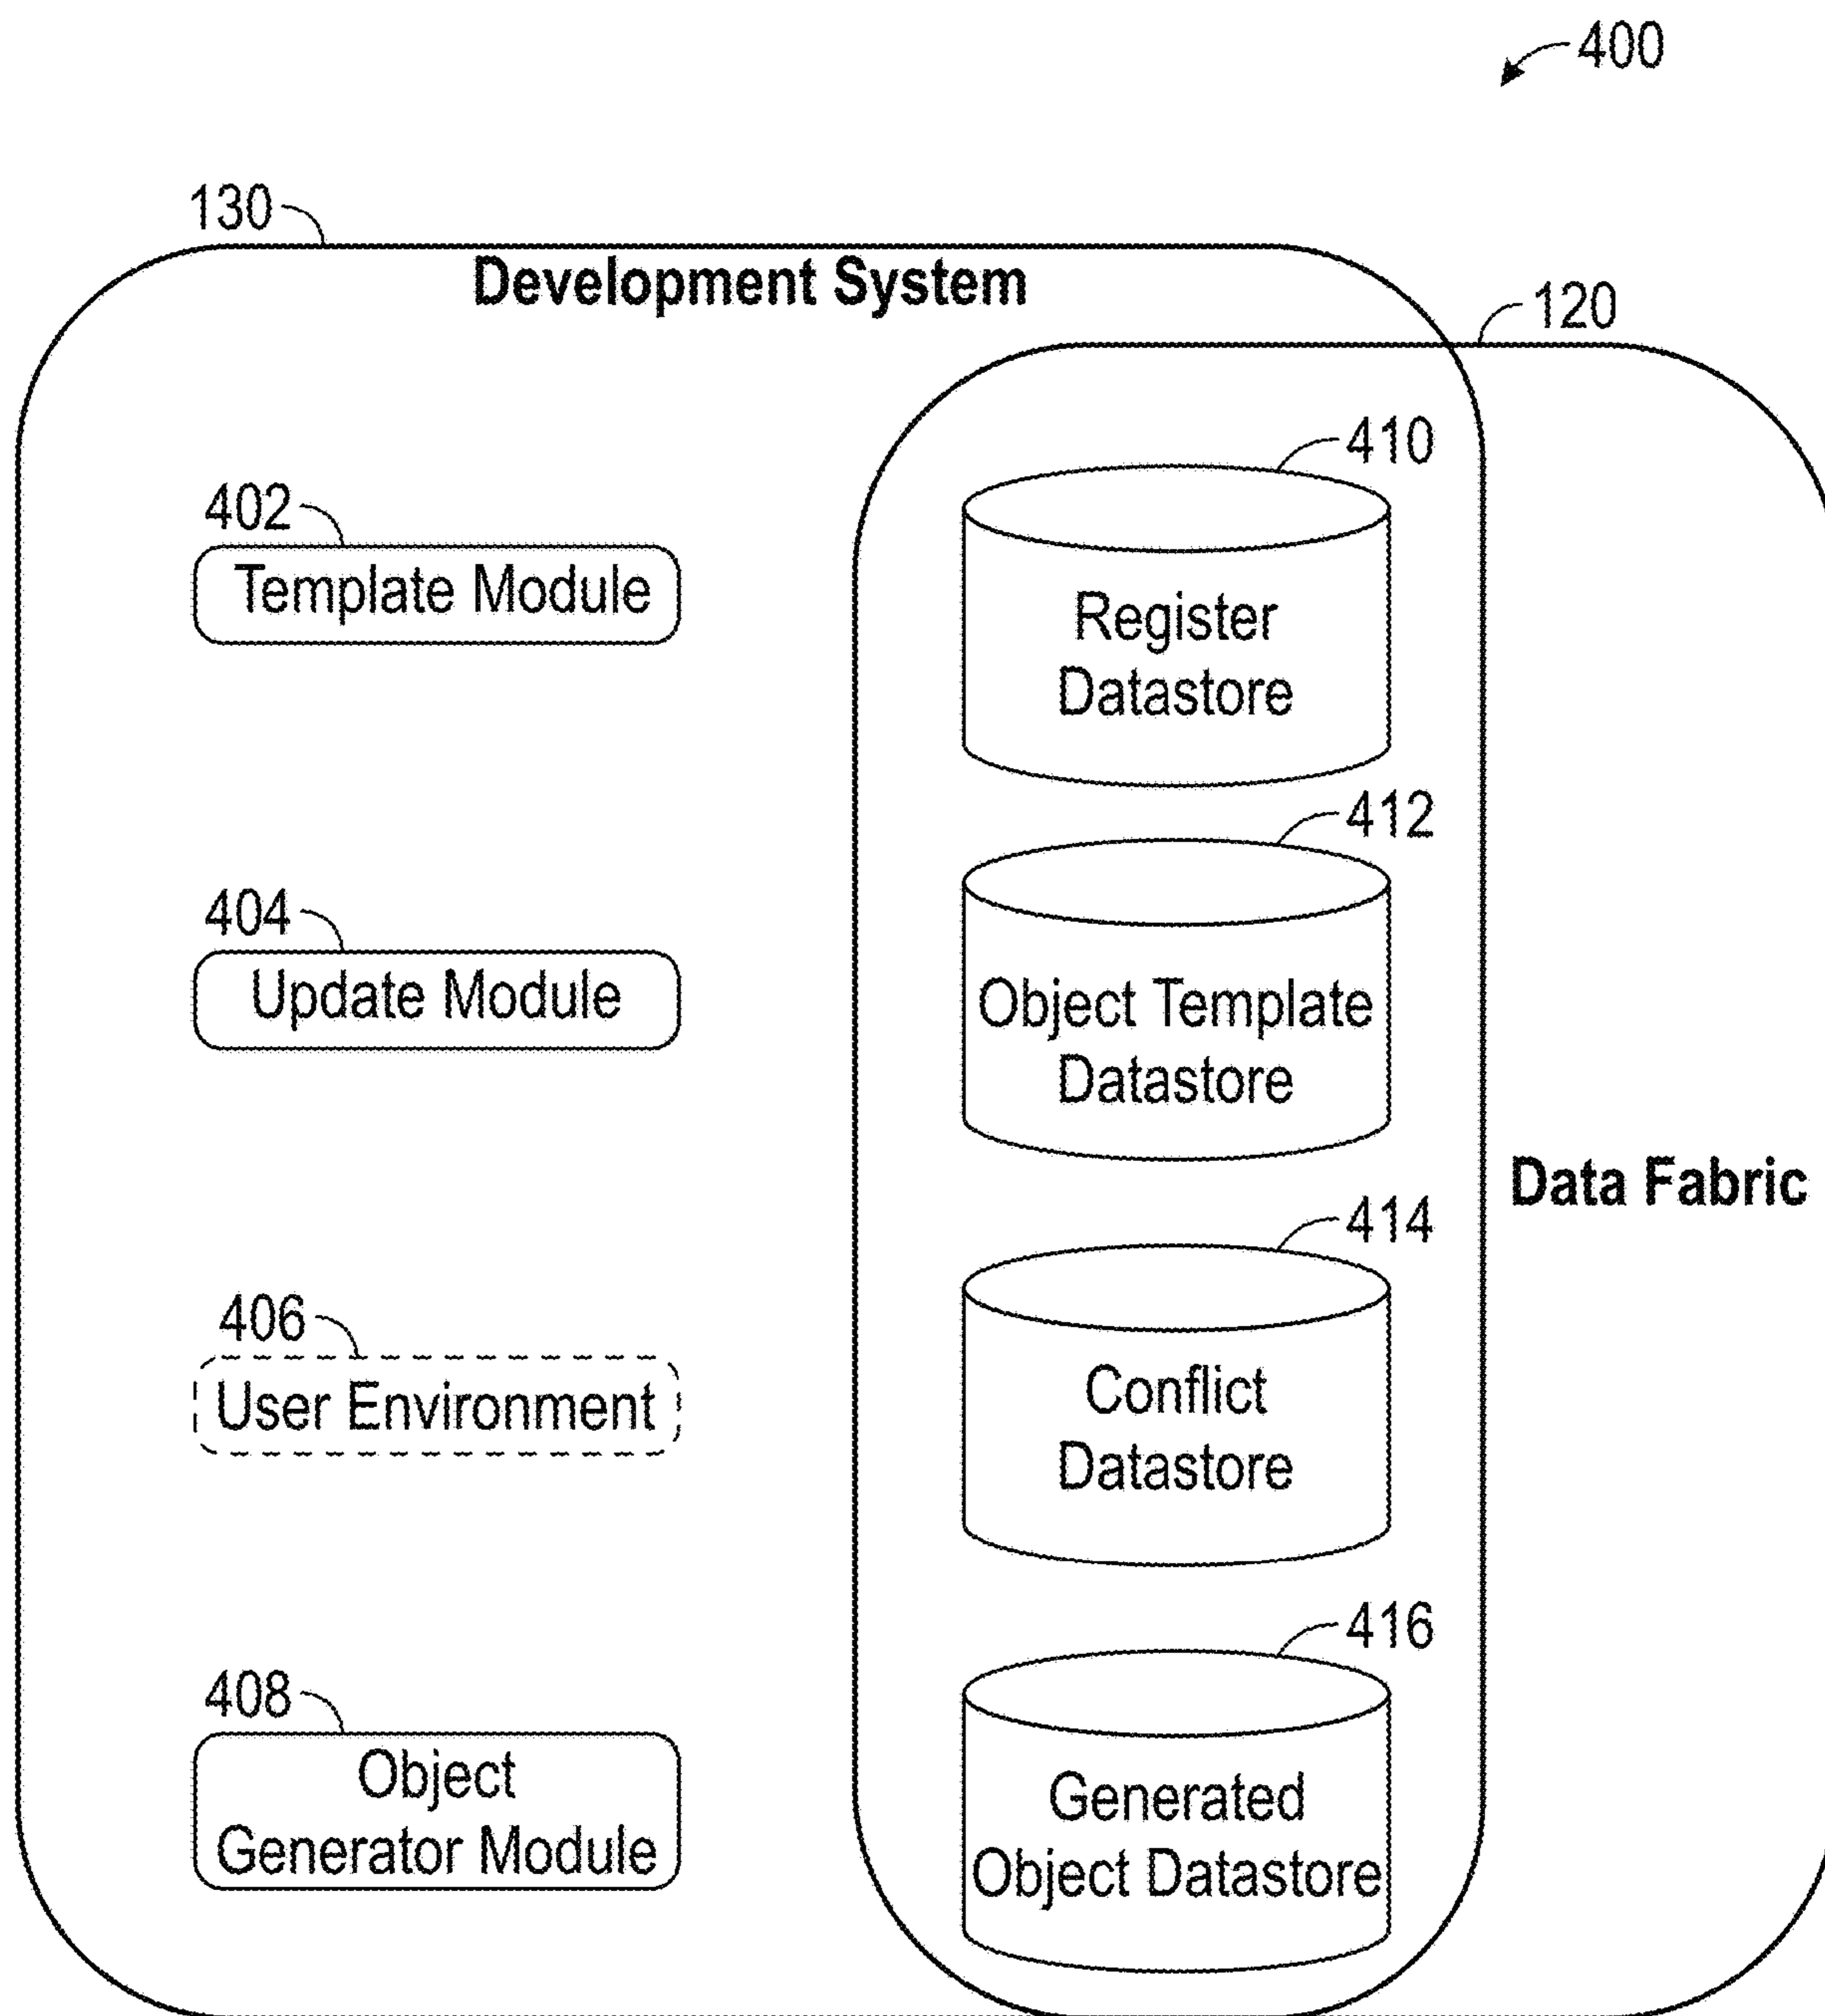 400
130
Development System
120
410
402
Template Module
Register
Datastore
412
404
Update Module
Object Template
Datastore
Data Fabric
414
406
User Environment
Conflict
Datastore
416
408
Object
Generator Module
Generated
Object Datastore